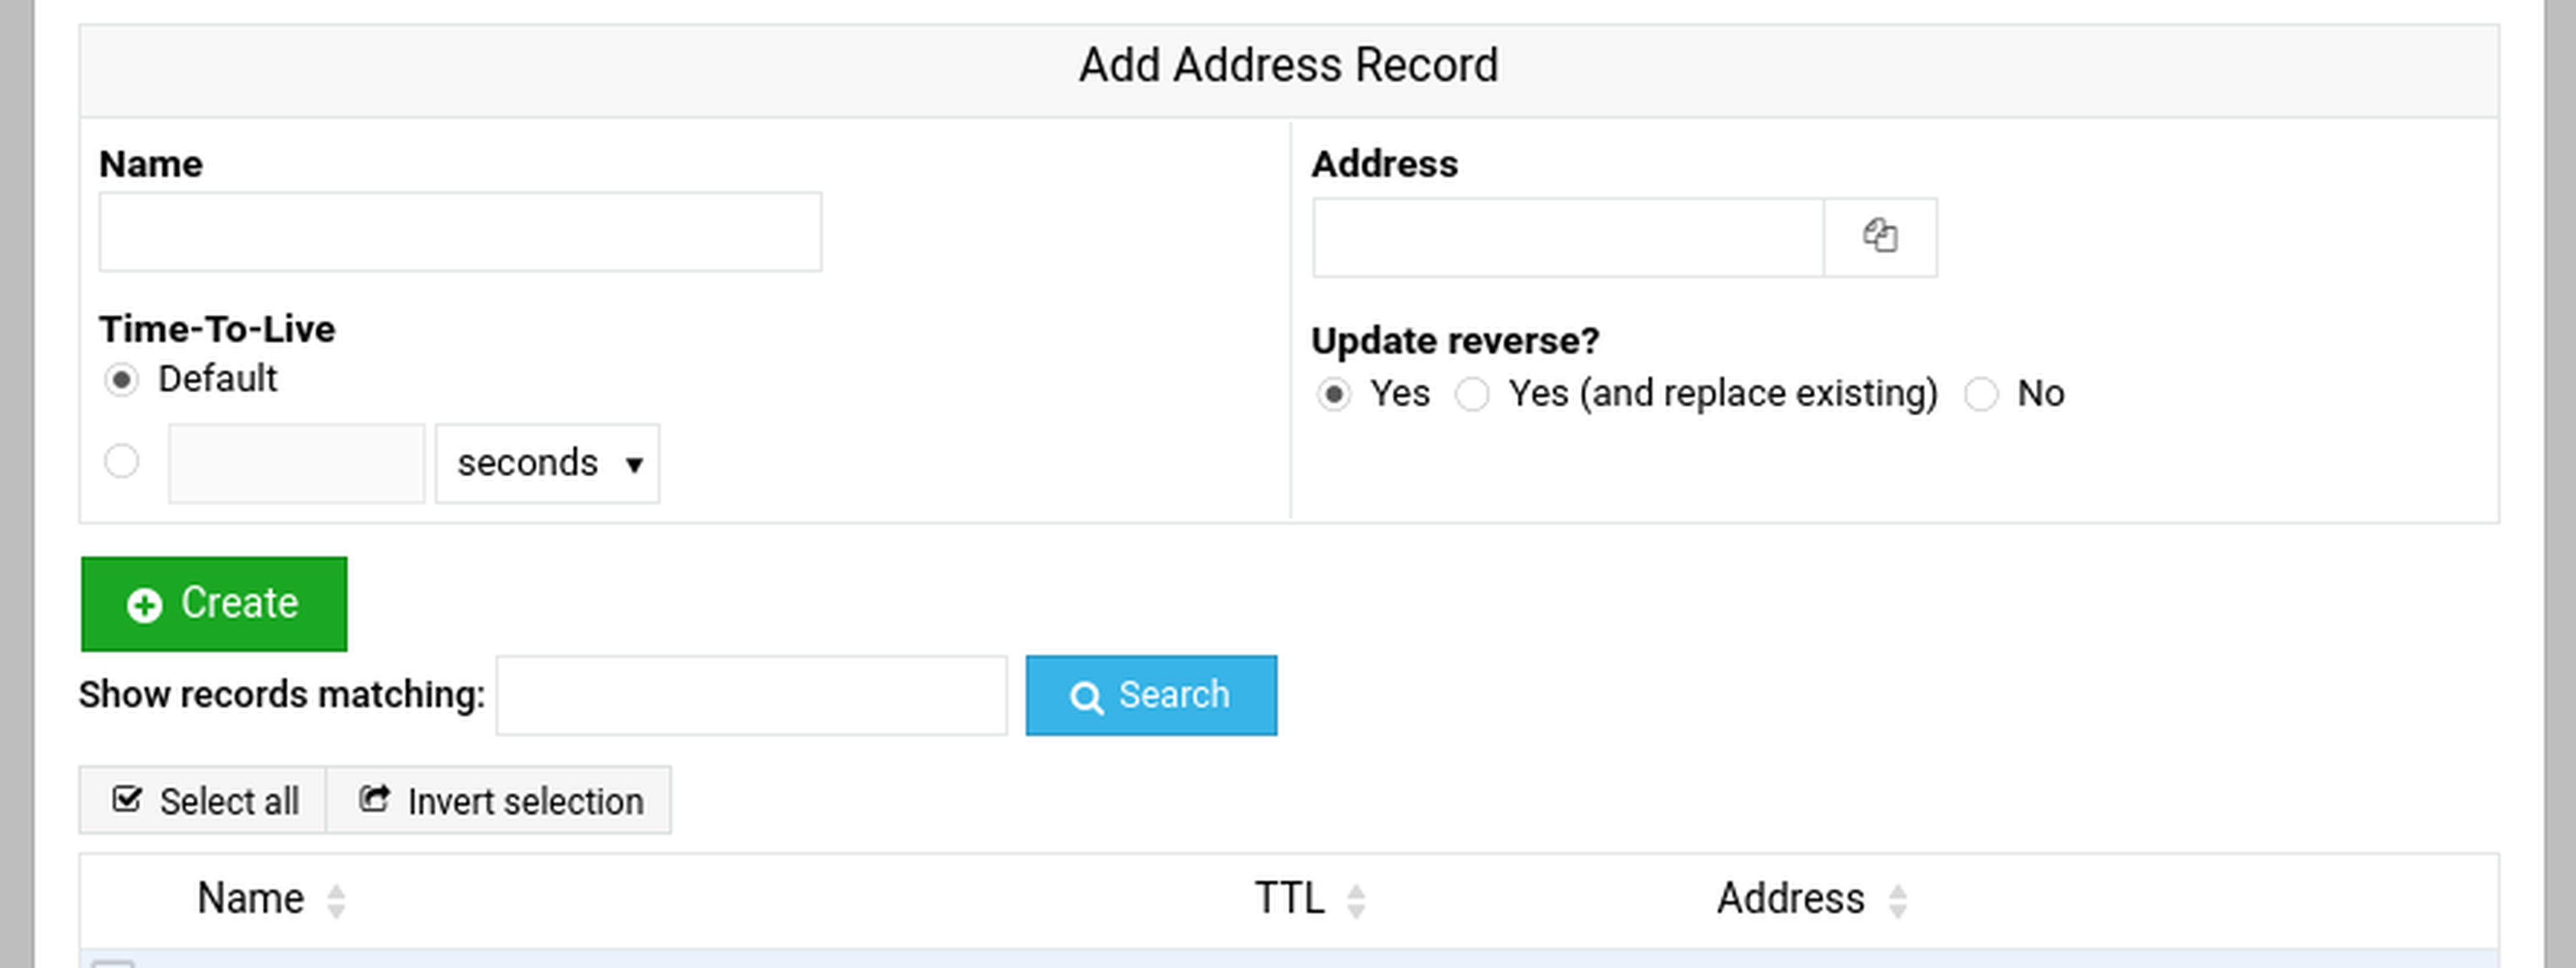 Add Address Record
Name
Address
Time-To-Live
Default
seconds
Update reverse?
Yes Yes (and replace existing) No
Create
Show records matching: Search
Select all Invert selection
Name TTL Address